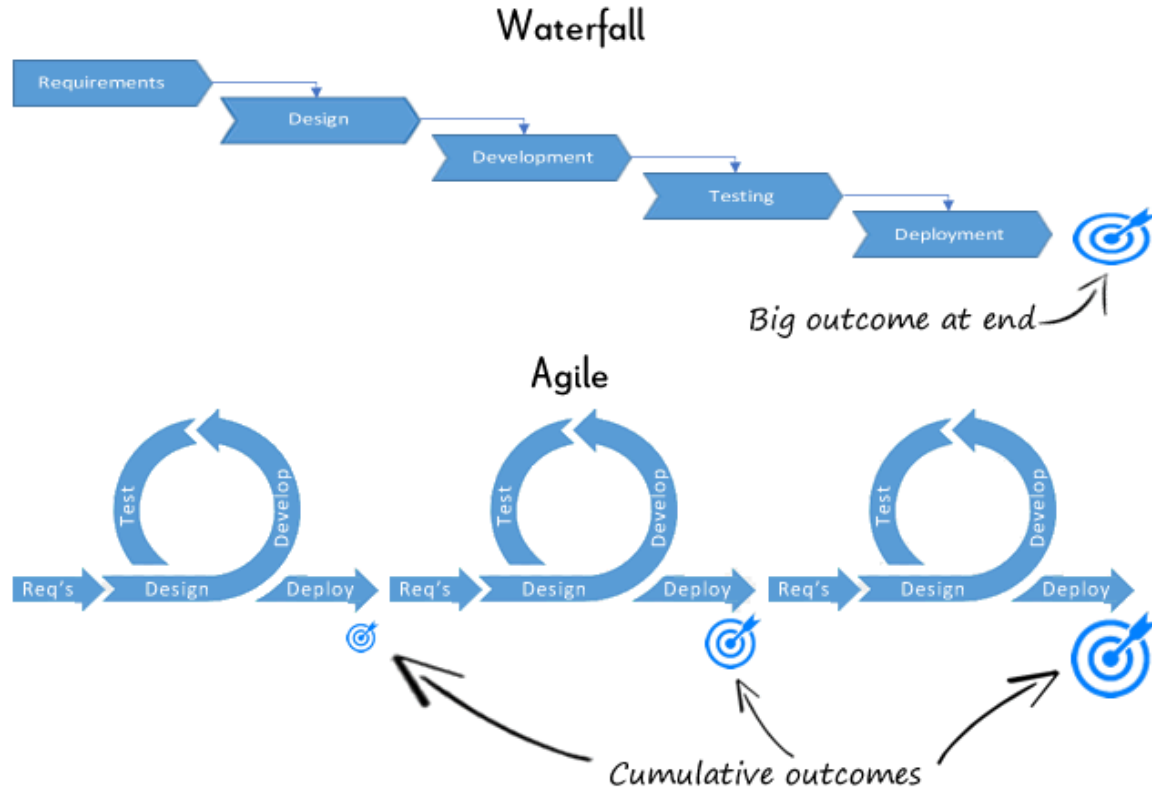 Waterfall
Requirements
Design
Development
Testing
Deployment
Big outcome at end
Agile
Test
Develop
Req's
Design
Deploy
Test
Develop
Req's
Design
Deploy
Test
Develop
Req's
Design
Deploy
Cumulative outcomes